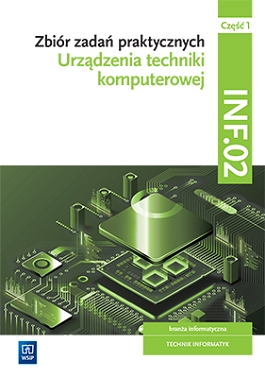 Część 1
Zbiór zadań praktycznych
Urządzenia techniki
komputerowej
INF.02
branża informatyczna
TECHNIK INFORMATYK
WSiP